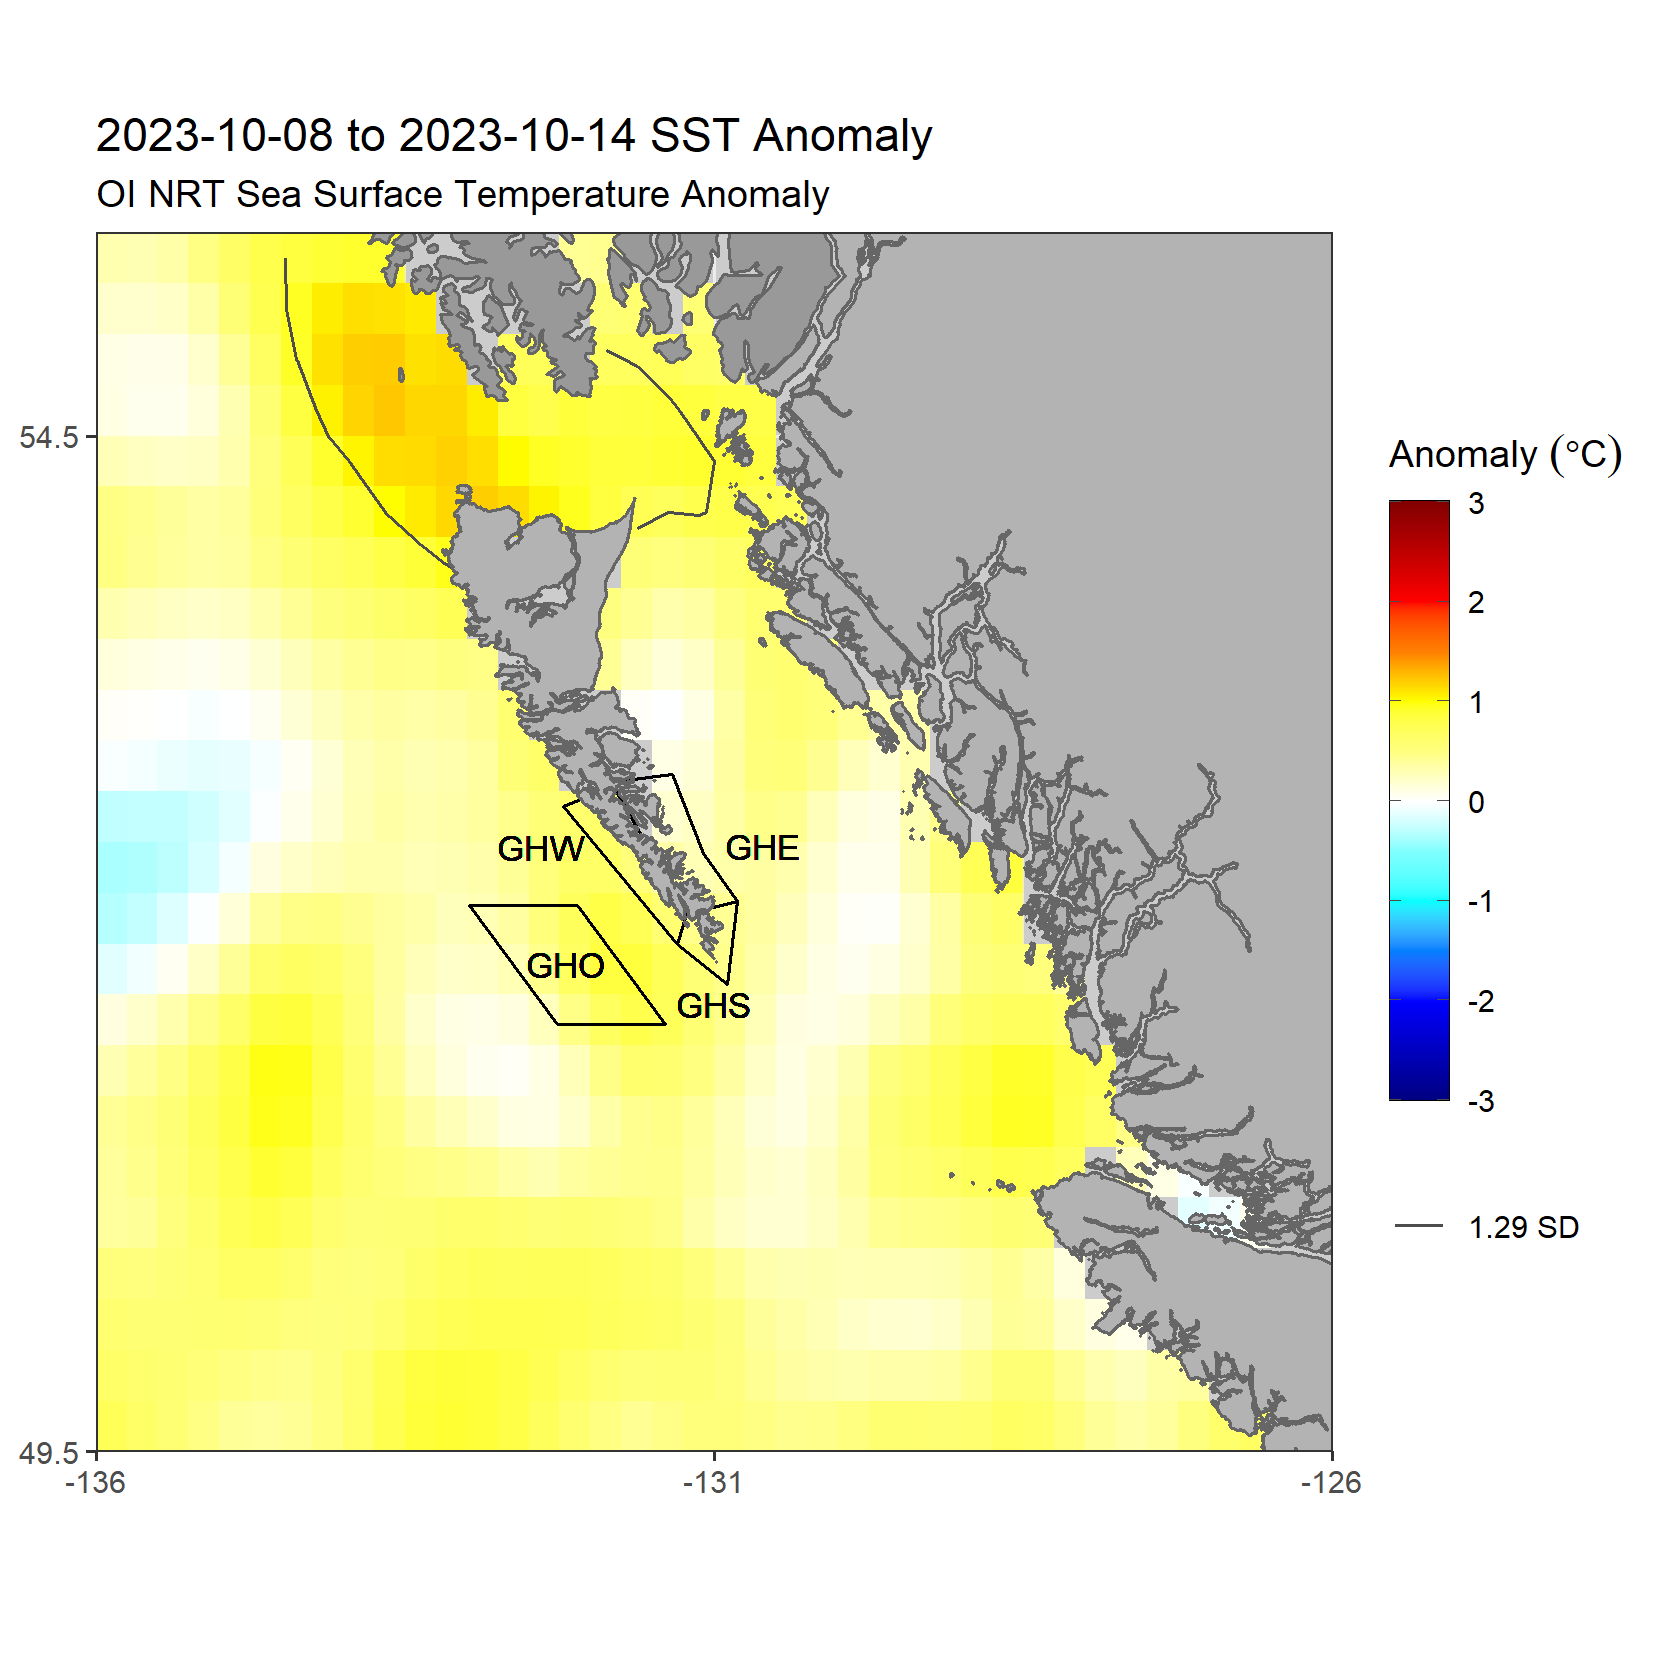 2023-10-08 to 2023-10-14 SST Anomaly
OI NRT Sea Surface Temperature Anomaly
54.5
49.5
-136
-131
-126
GHW
GHE
GHO
GHS
Anomaly (°C)
3
2
1
0
-1
-2
-3
1.29 SD